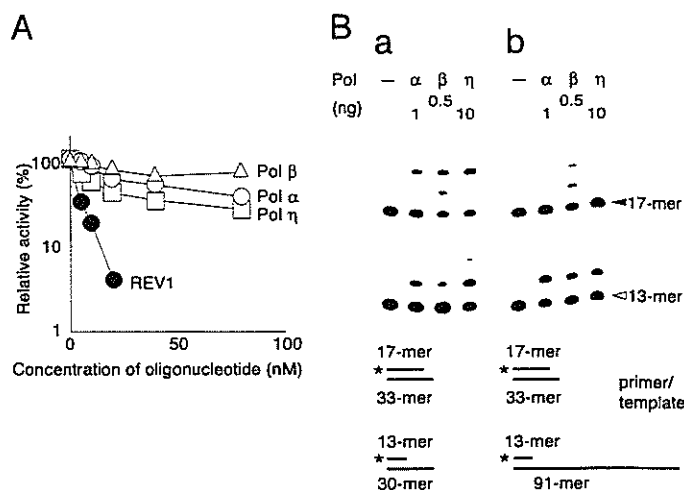 A
B
a
b
Pol – α β η – α β η
(ng) 1 0.5 10 1 0.5 10
Relative activity (%)
100
10
1
Pol β
Pol α
Pol η
REV1
0 50 100
Concentration of oligonucleotide (nM)
17-mer
13-mer
17-mer 17-mer
* *
33-mer 33-mer
primer/
template
13-mer 13-mer
* *
30-mer 91-mer